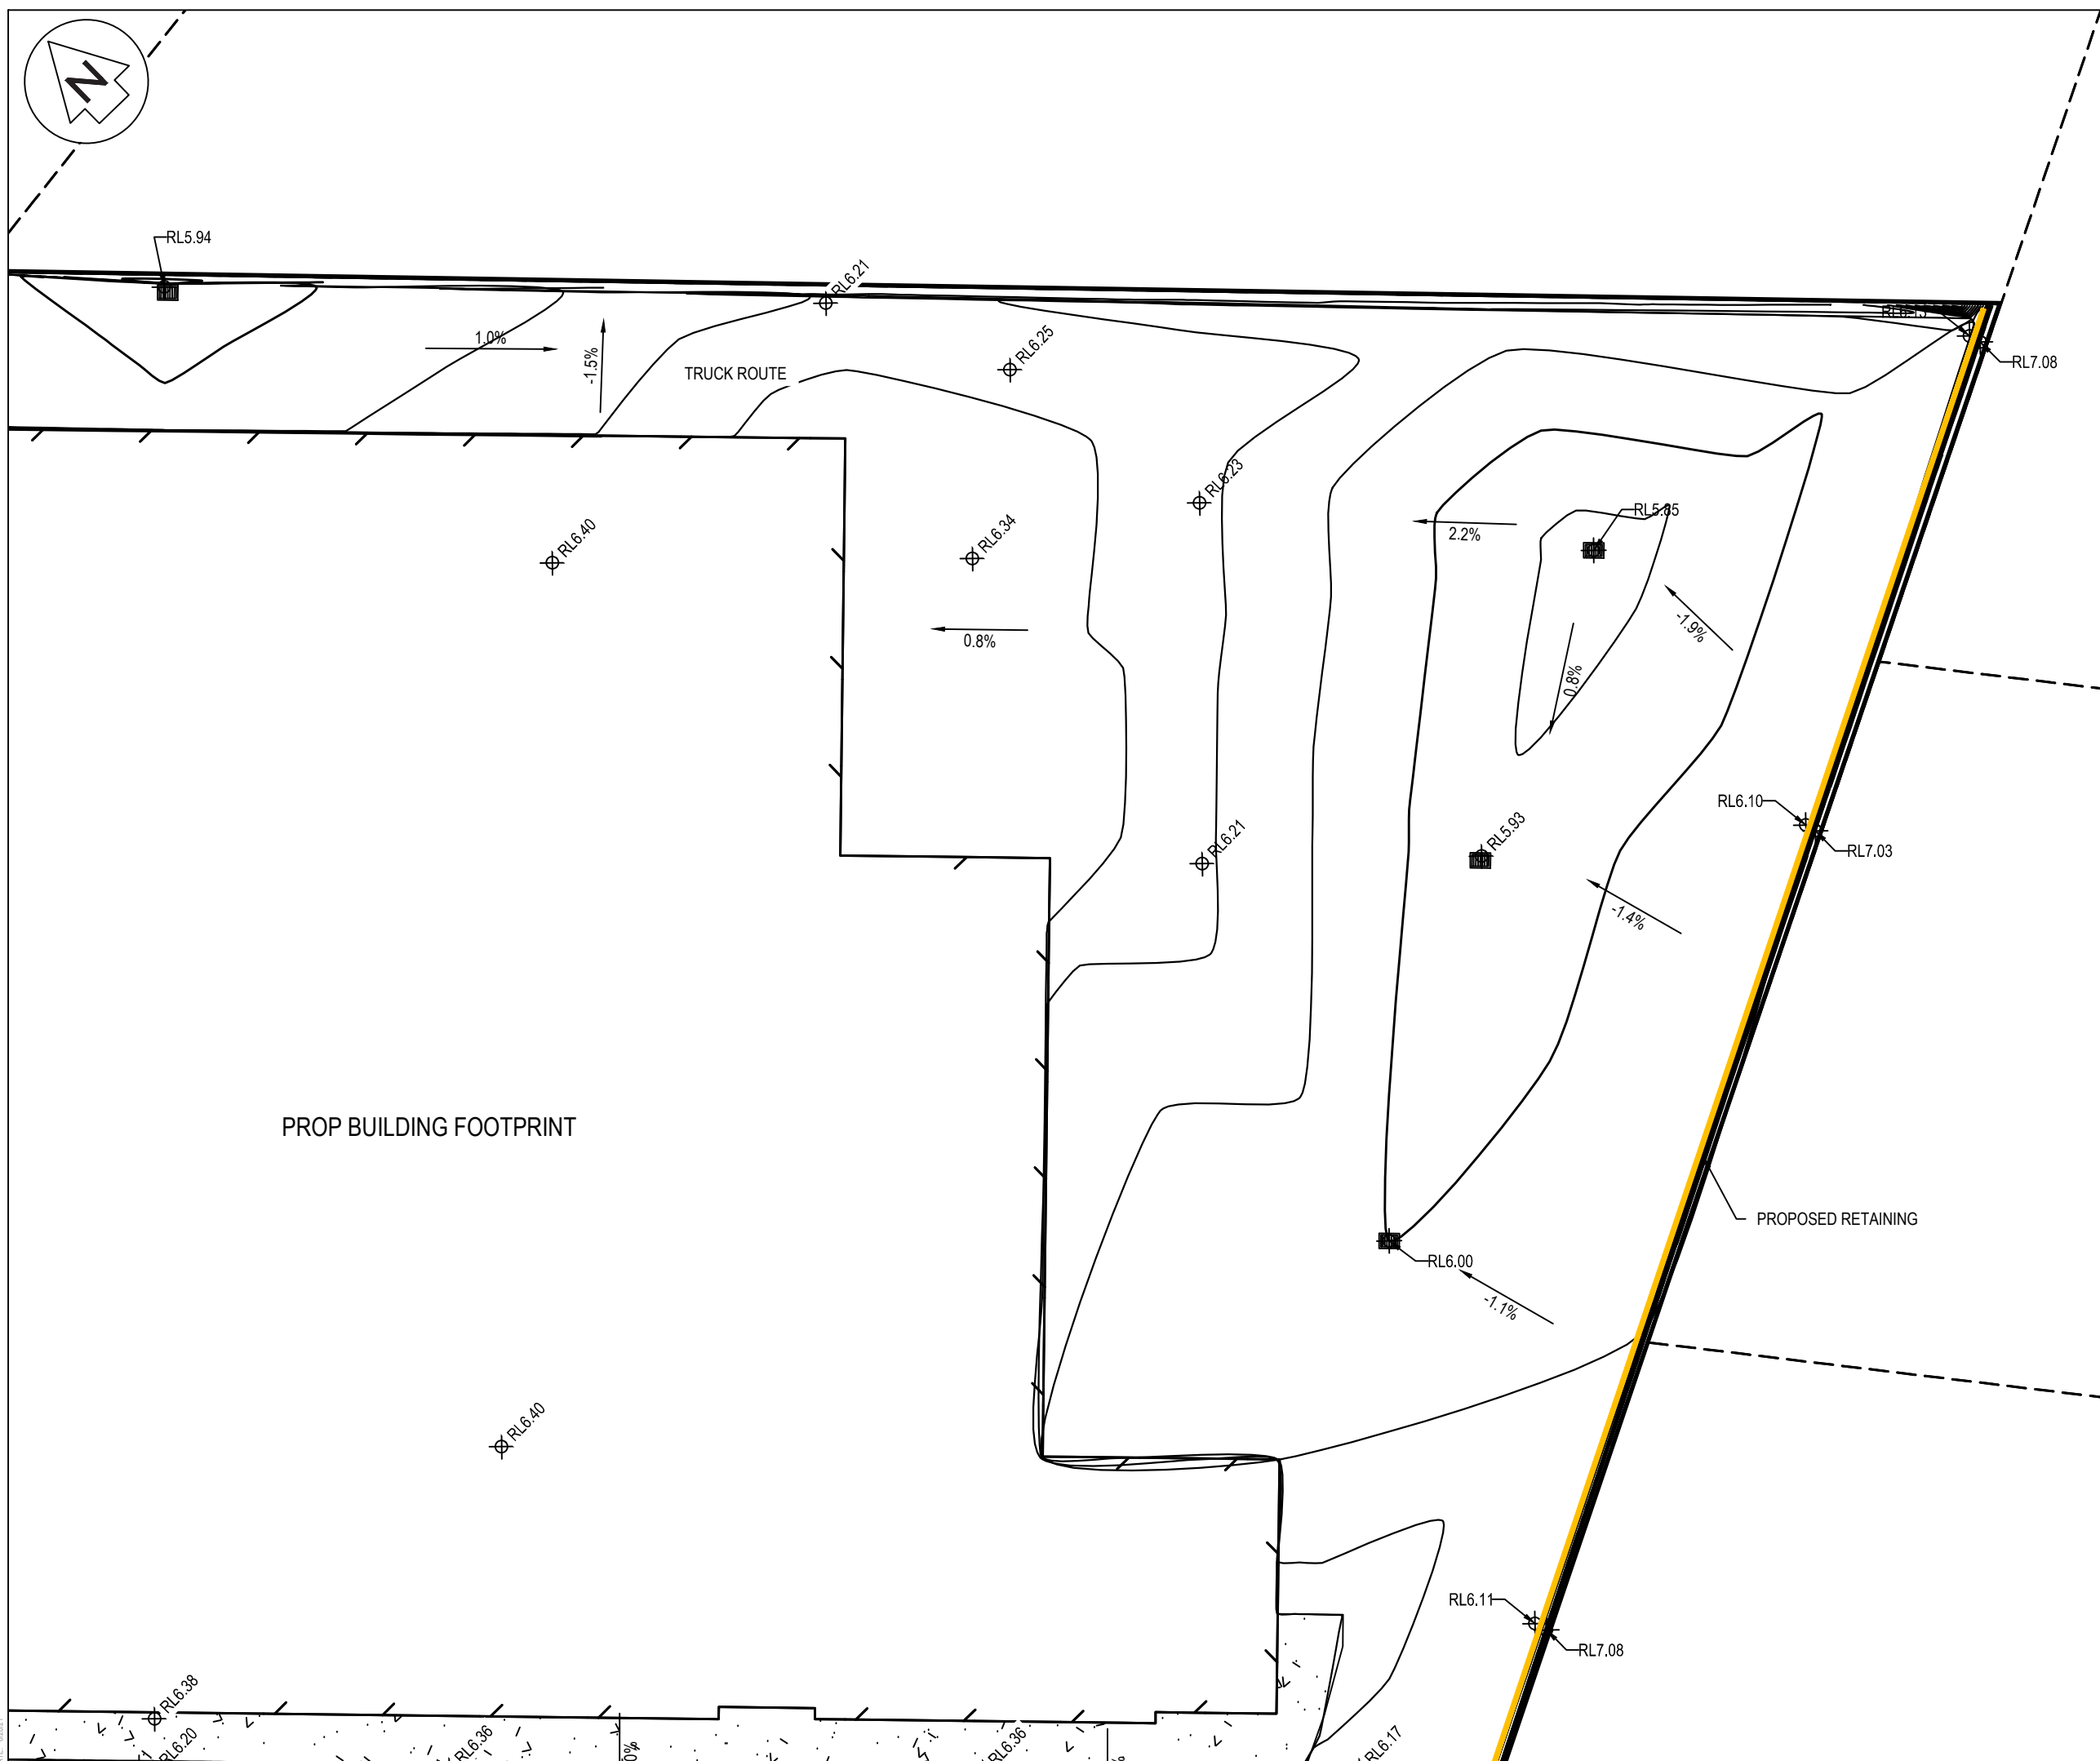 N
RL5.94
RL6.21
RL6.25
1.0%
-1.5%
TRUCK ROUTE
RL7.08
RL6.23
RL5.85
2.2%
RL6.40
RL6.34
0.8%
-1.9%
0.8%
RL6.10
RL7.03
RL6.21
RL5.93
-1.4%
PROP BUILDING FOOTPRINT
PROPOSED RETAINING
RL6.00
-1.1%
RL6.40
RL6.11
RL7.08
RL6.38
RL6.20
RL6.36
0%
RL6.36
%
RL6.17